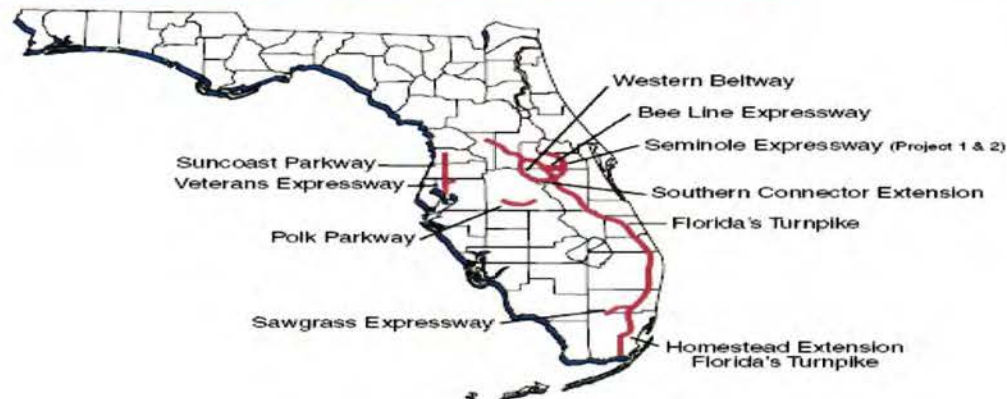 Western Beltway
Bee Line Expressway
Seminole Expressway (Project 1 & 2)
Suncoast Parkway
Veterans Expressway
Southern Connector Extension
Florida's Turnpike
Polk Parkway
Sawgrass Expressway
Homestead Extension
Florida's Turnpike